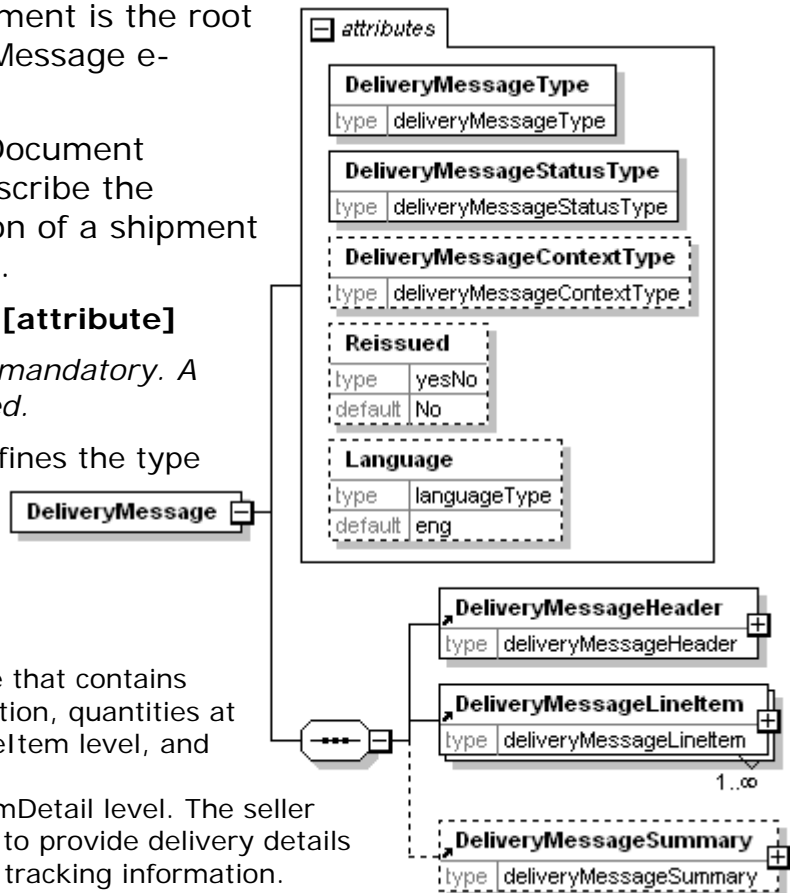 ment is the root
Message e-
Document
scribe the
on of a shipment
.
[attribute]
mandatory. A
ed.
fines the type
e that contains
tion, quantities at
eItem level, and
mDetail level. The seller
to provide delivery details
tracking information.
DeliveryMessage
attributes
DeliveryMessageType
type deliveryMessageType
DeliveryMessageStatusType
type deliveryMessageStatusType
DeliveryMessageContextType
type deliveryMessageContextType
Reissued
type yesNo
default No
Language
type languageType
default eng
DeliveryMessageHeader
type deliveryMessageHeader
DeliveryMessageLineItem
type deliveryMessageLineItem
1..∞
DeliveryMessageSummary
type deliveryMessageSummary